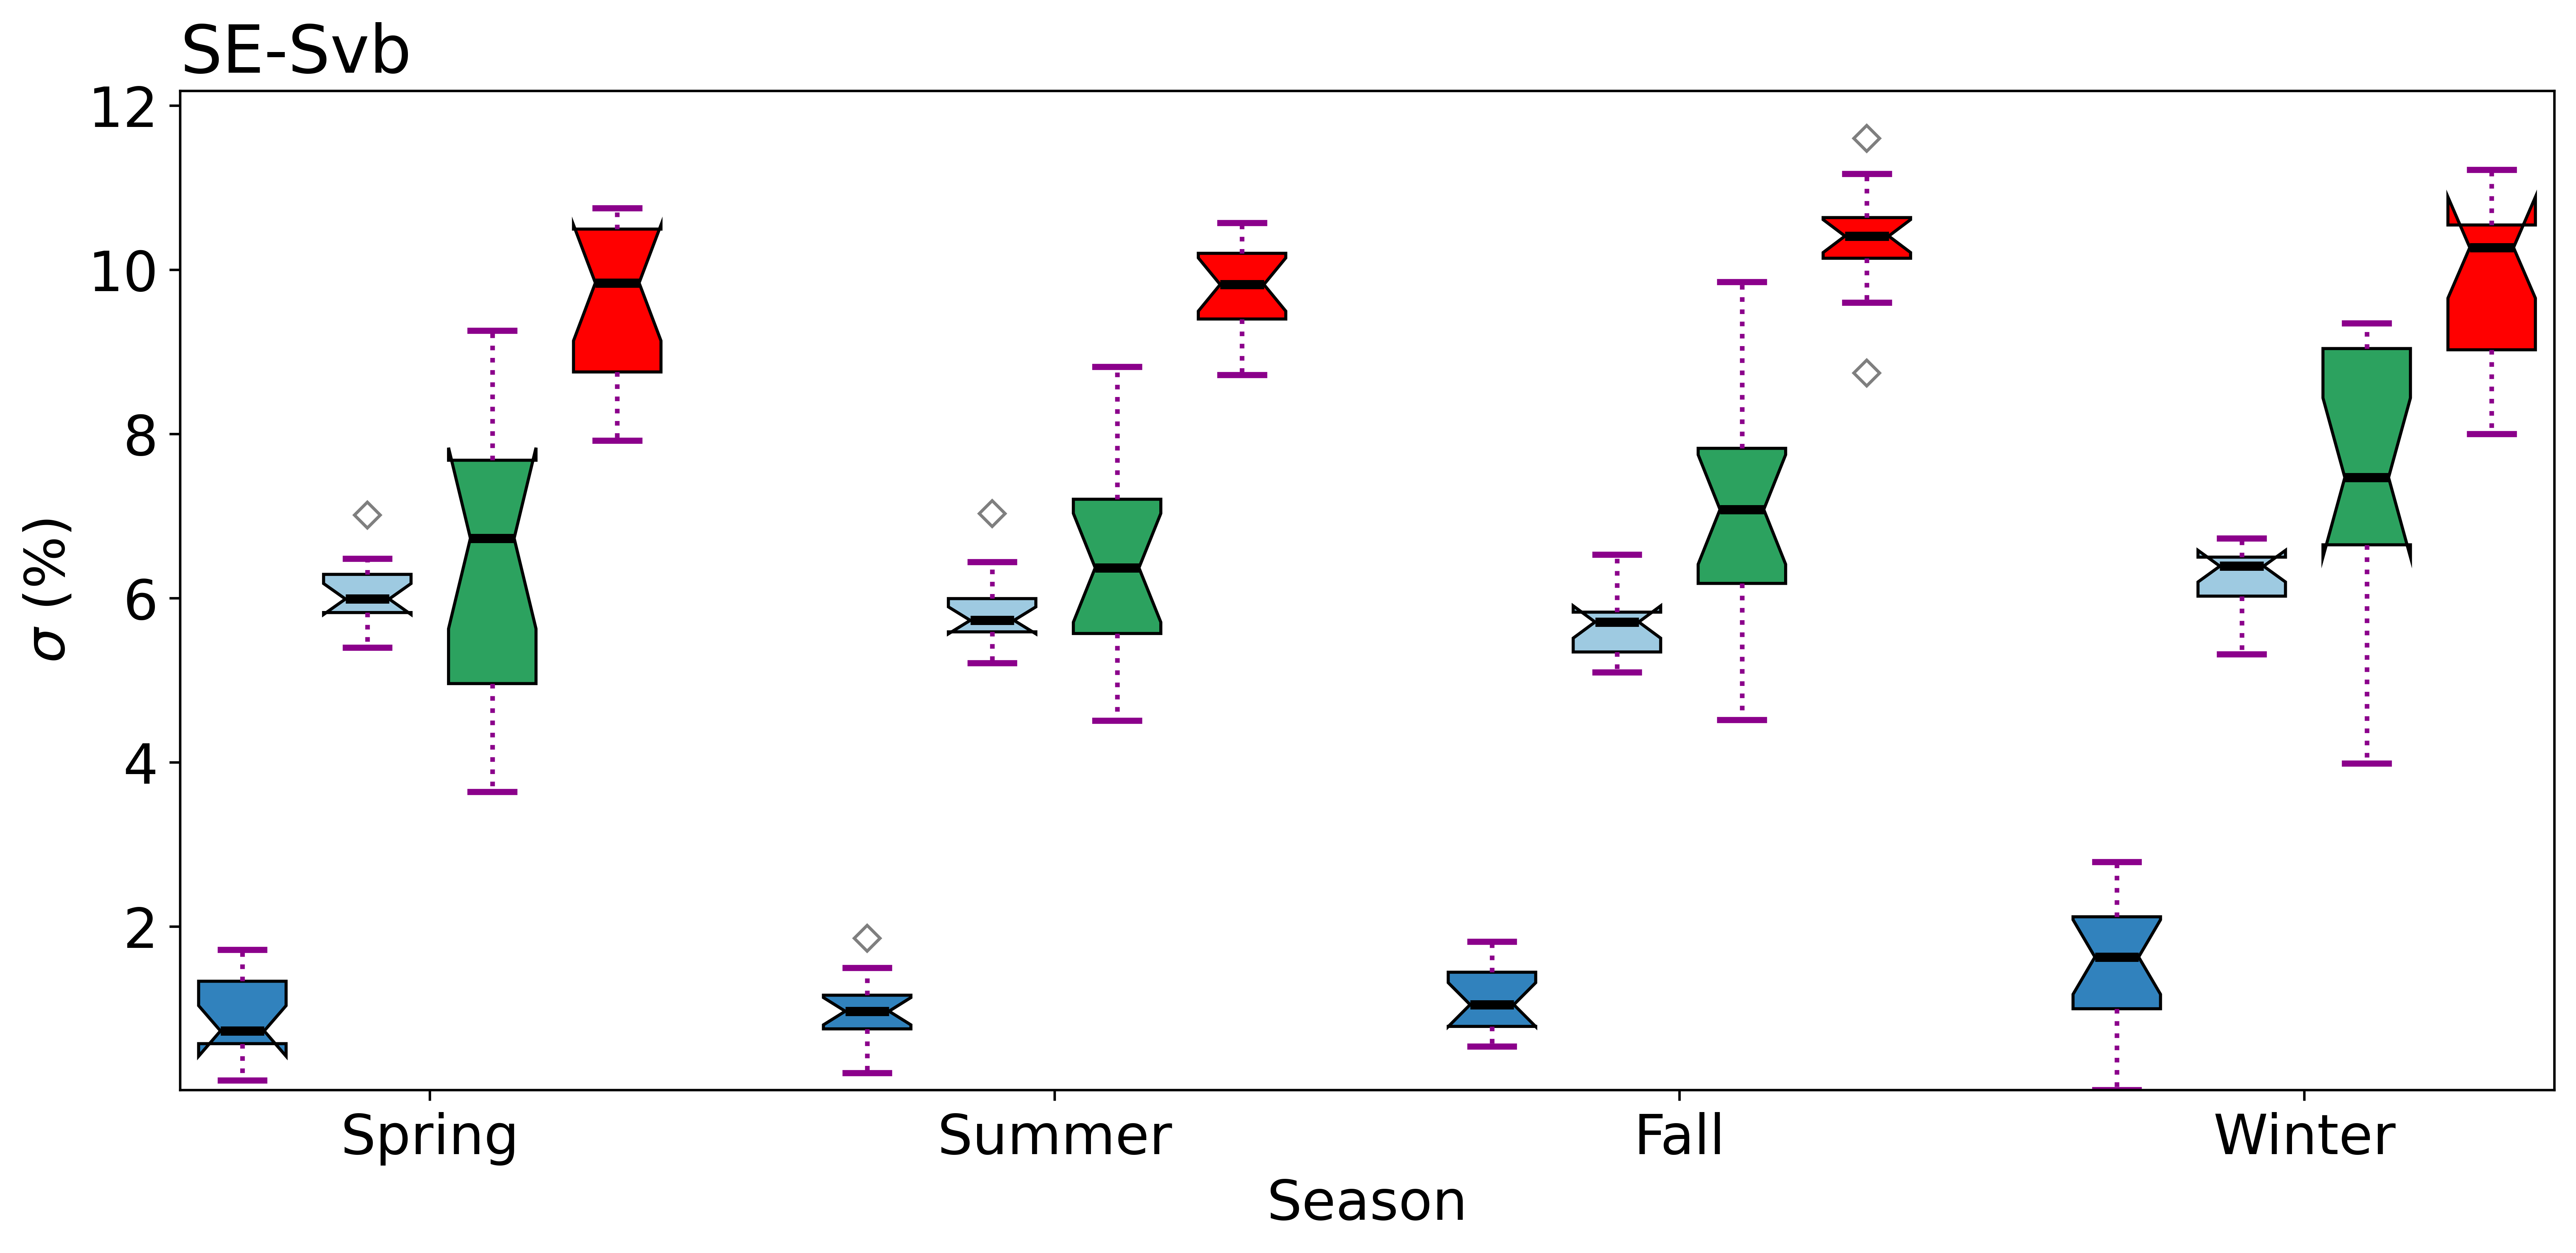 SE-Svb
12
10
8
6
4
2
σ (%)
Spring Summer Fall Winter
Season